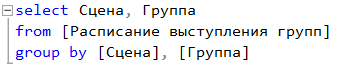 select Сцена, Группа
from [Расписание выступления групп]
group by [Сцена], [Группа]